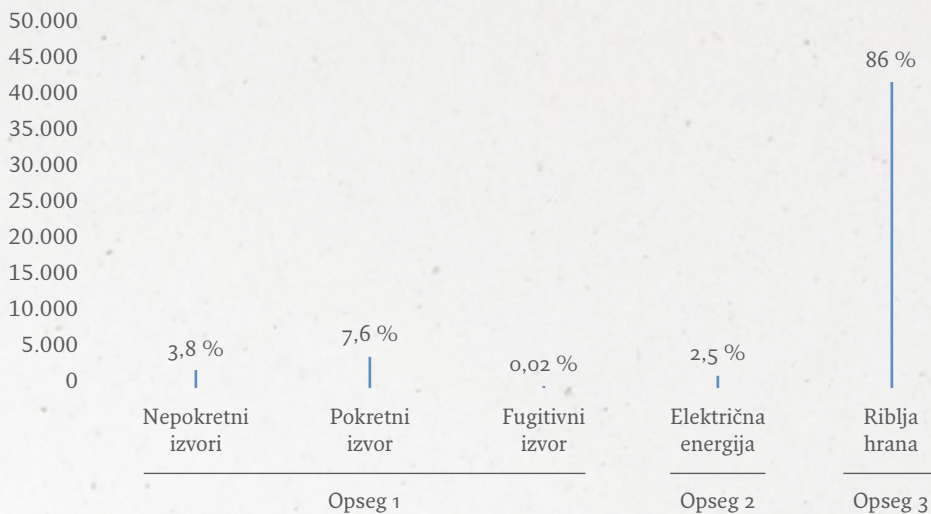 50.000
45.000
40.000
35.000
30.000
25.000
20.000
15.000
10.000
5.000
0
3,8 %
7,6 %
0,02 %
2,5 %
86 %
Nepokretni
izvori
Pokretni
izvor
Fugitivni
izvor
Električna
energija
Riblja
hrana
Opseg 1
Opseg 2
Opseg 3